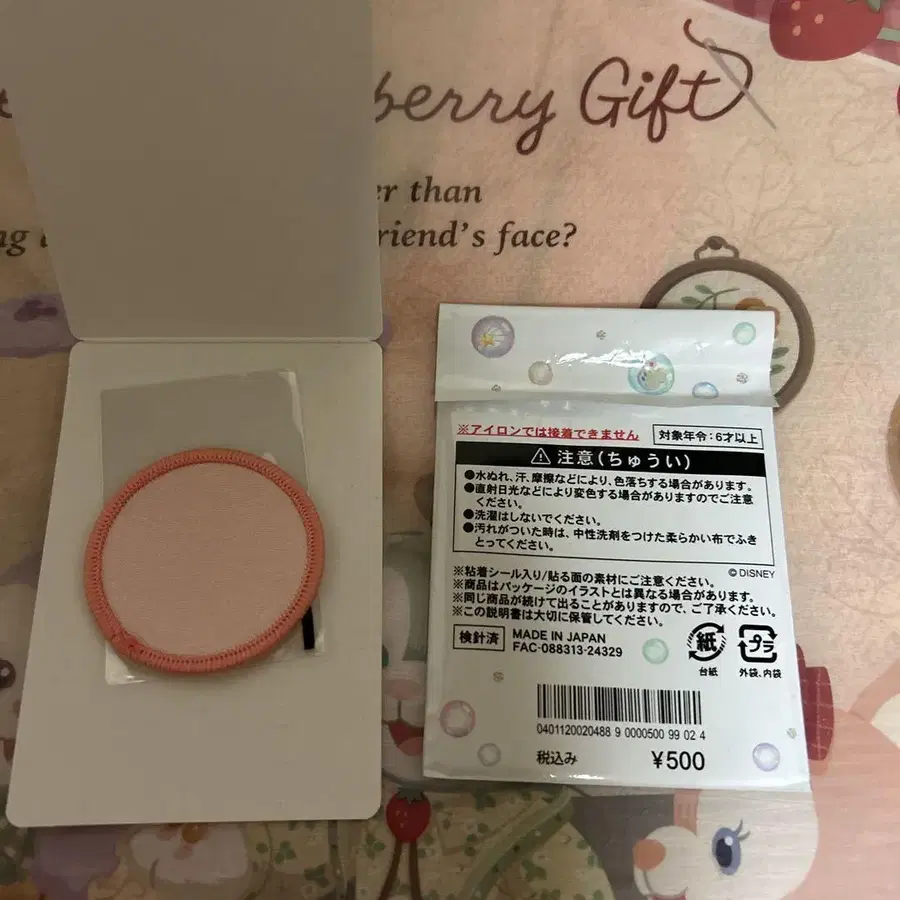 berry Gift
er than
riend's face?
※アイロンでは接着できません
対象年令:6才以上
注意(ちゅうい)
●水ぬれ、汗、摩擦などにより、色落ちする場合があります。
●直射日光などにより変色する場合がありますのでご注意
ください。
●洗濯はしないでください。
●汚れがついた時は、中性洗剤をつけた柔らかい布でふき
とってください。
©DISNEY
※粘着シール入り/貼る面の素材にご注意ください。
※商品はパッケージのイラストとは異なる場合があります。
※同じ商品が続けて出ることがありますので、ご了承ください。
※この説明書は大切に保管してください。
検針済
MADE IN JAPAN
FAC-088313-24329
紙
台紙
プラ
外袋、内袋
0401120020488 9 0000500 99 02 4
税込み
¥500